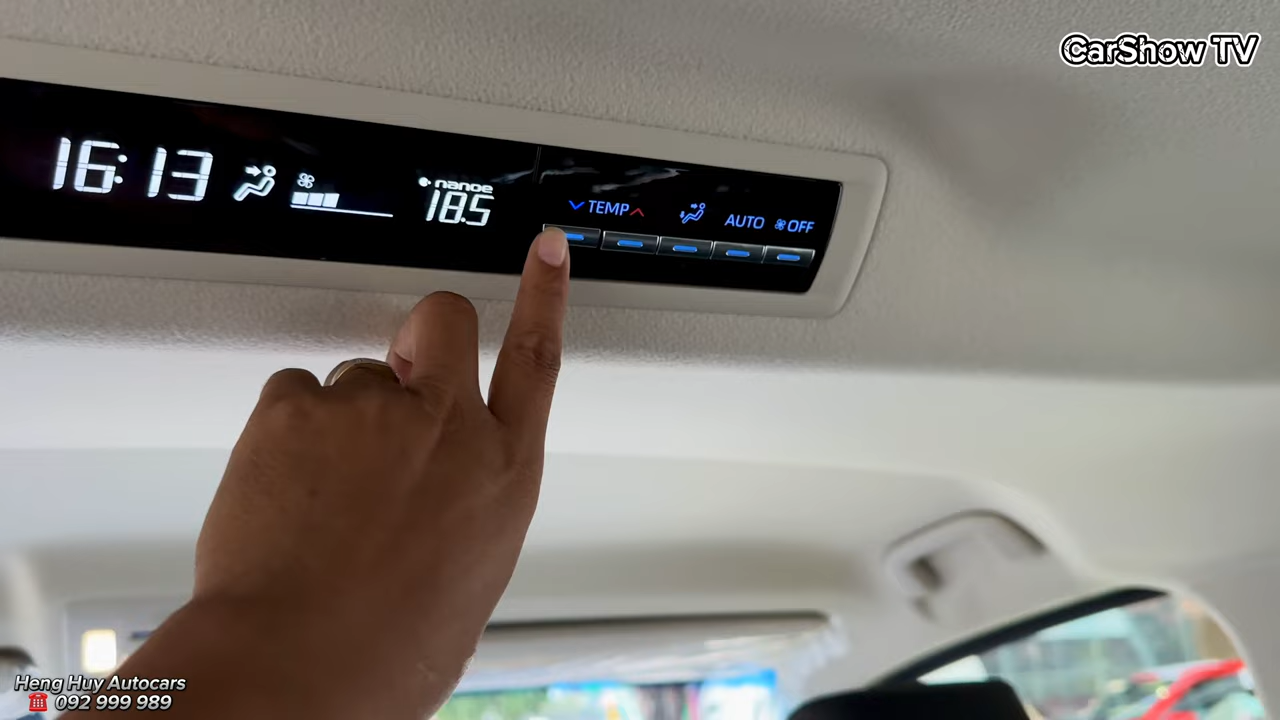 CarShow TV
16:13
nanoe
18.5
TEMP
AUTO
OFF
Heng Huy Autocars
☎️ 092 999 989